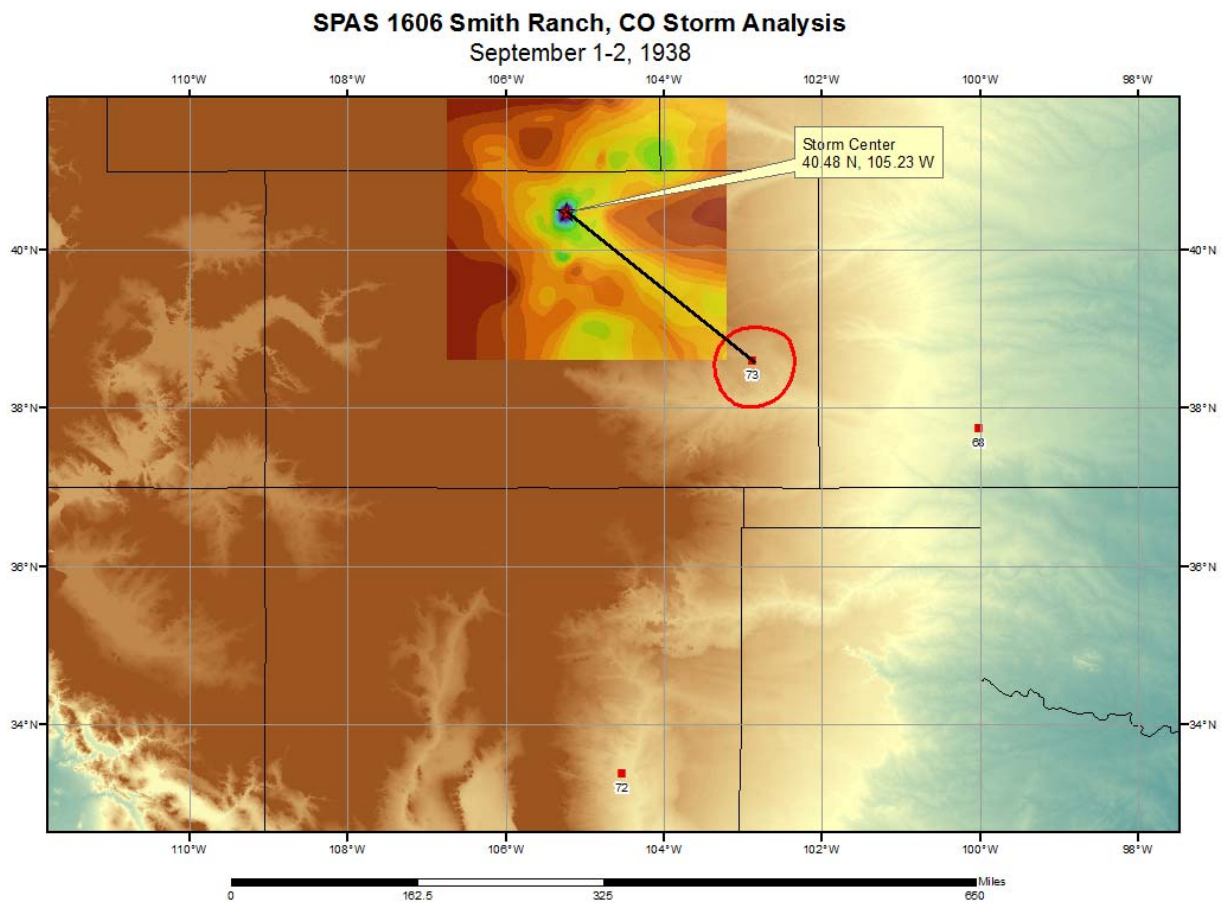 SPAS 1606 Smith Ranch, CO Storm Analysis
September 1-2, 1938
110°W 108°W 106°W 104°W 102°W 100°W 98°W
Storm Center
40.48 N, 105.23 W
40°N 40°N
73
38°N 38°N
68
36°N 36°N
34°N 34°N
72
110°W 108°W 106°W 104°W 102°W 100°W 98°W
Miles
0 162.5 325 650